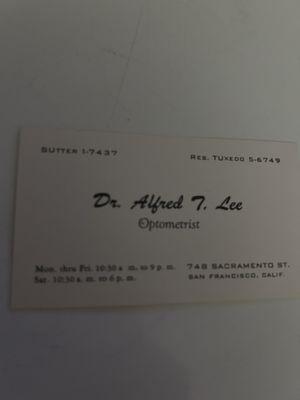 SUTTER 1-7437
RES. TUXEDO 5-6749
Dr. Alfred T. Lee
Optometrist
Mon. thru Fri. 10:30 a. m. to 9 p. m.
Sat. 10:30 a. m. to 6 p. m.
748 SACRAMENTO ST.
SAN FRANCISCO, CALIF.